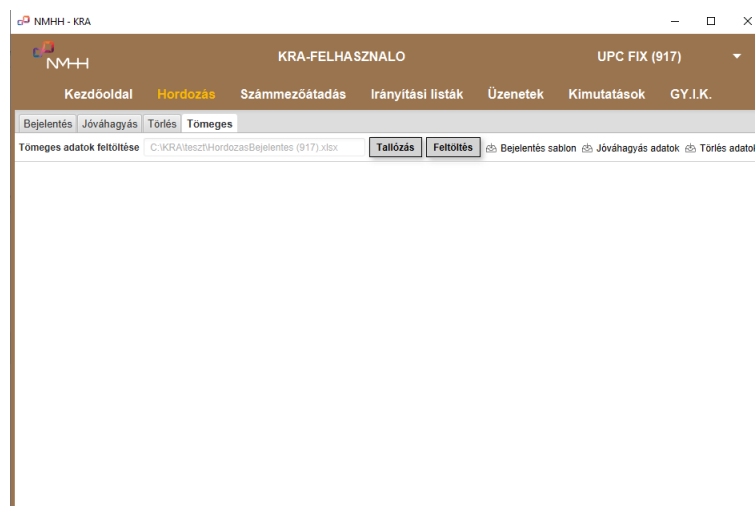 NMHH - KRA
NMHH KRA-FELHASZNALO UPC FIX (917)
Kezdőoldal Hordozás Számmezőátadás Irányítási listák Üzenetek Kimutatások GY.I.K.
Bejelentés Jóváhagyás Törlés Tömeges
Tömeges adatok feltöltése C:\KRA\teszt\HordozasBejelentes (917).xlsx Tallózás Feltöltés Bejelentés sablon Jóváhagyás adatok Törlés adatok